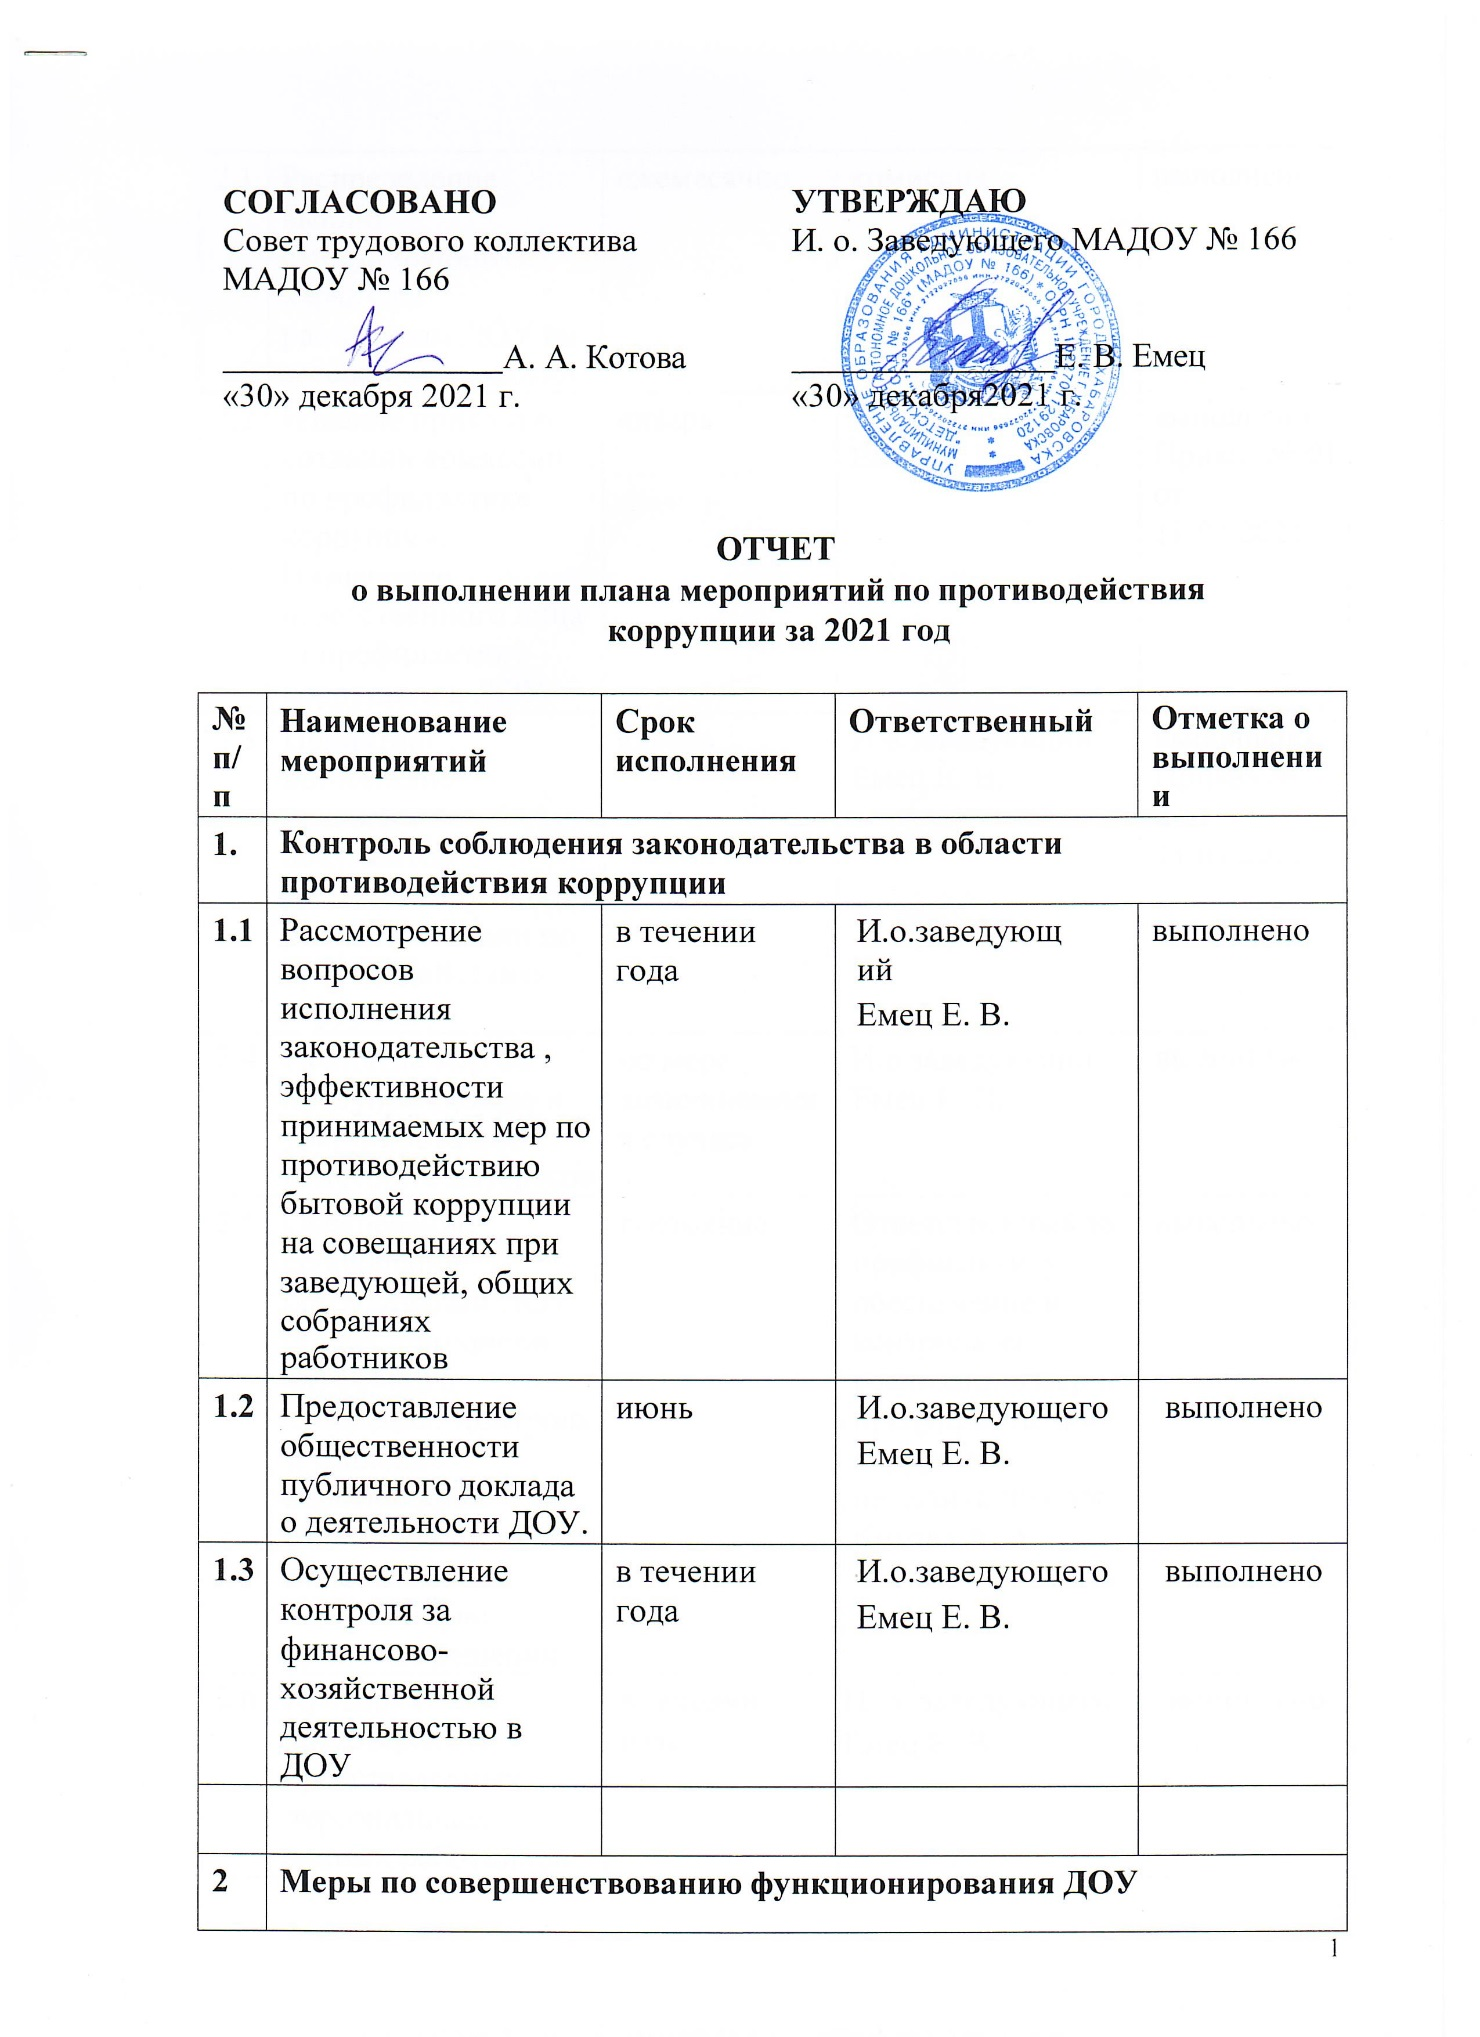 СОГЛАСОВАНО
Совет трудового коллектива
МАДОУ № 166
А. А. Котова
«30» декабря 2021 г.
УТВЕРЖДАЮ
И. о. Заведующего МАДОУ № 166
Е. В. Емец
«30» декабря2021 г.
ОТЧЕТ
о выполнении плана мероприятий по противодействия
коррупции за 2021 год
№
п/
п
Наименование
мероприятий
Срок
исполнения
Ответственный
Отметка о
выполнени
и
1.
Контроль соблюдения законодательства в области
противодействия коррупции
1.1
Рассмотрение
вопросов
исполнения
законодательства ,
эффективности
принимаемых мер по
противодействию
бытовой коррупции
на совещаниях при
заведующей, общих
собраниях
работников
в течении
года
И.о.заведующ
ий
Емец Е. В.
выполнено
1.2
Предоставление
общественности
публичного доклада
о деятельности ДОУ.
июнь
И.о.заведующего
Емец Е. В.
выполнено
1.3
Осуществление
контроля за
финансово-
хозяйственной
деятельностью в
ДОУ
в течении
года
И.о.заведующего
Емец Е. В.
выполнено
2
Меры по совершенствованию функционирования ДОУ
1